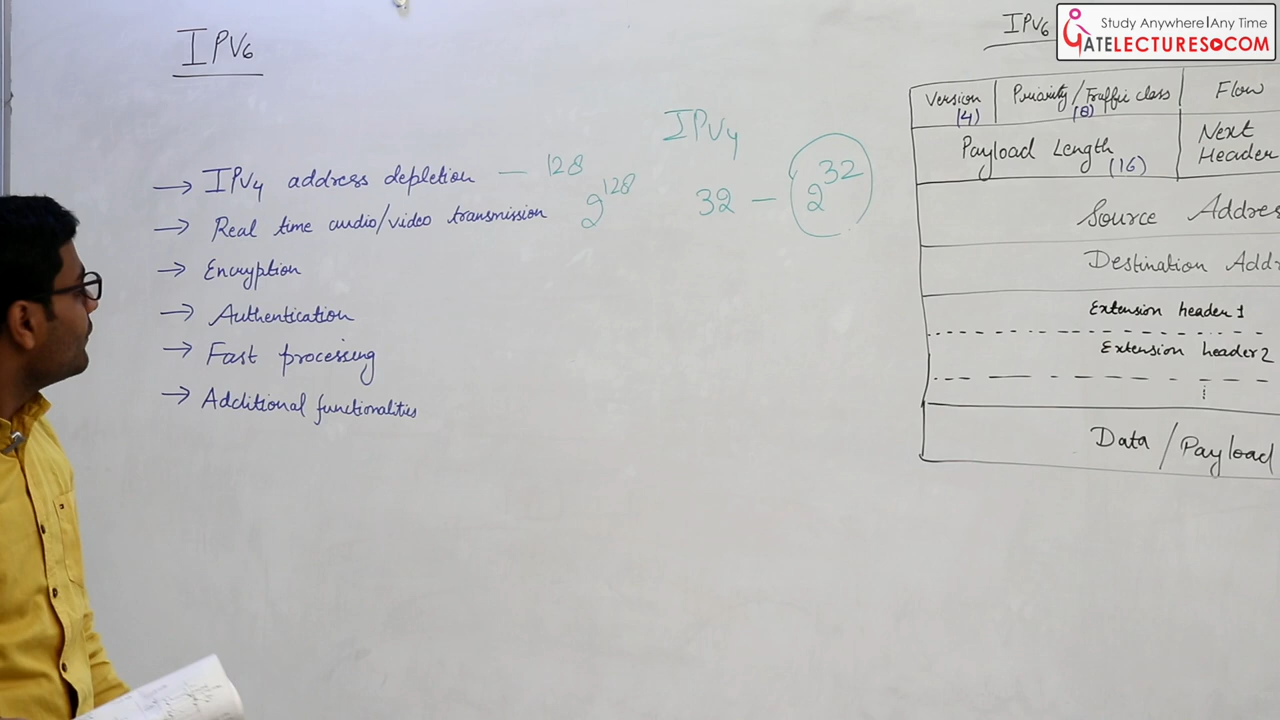 IPV6
→ IPV4 address depletion — 128
2^128
→ Real time audio/video transmission
→ Encryption
→ Authentication
→ Fast processing
→ Additional functionalities
IPV4
32 — 2^32
IPV6
Version (4) Priority/Traffic class (8) Flow
Payload Length (16) Next Header
Source Addres
Destination Addr
Extension header 1
Extension header 2
Data / Payload
Study Anywhere|Any Time
GATELECTURES.COM